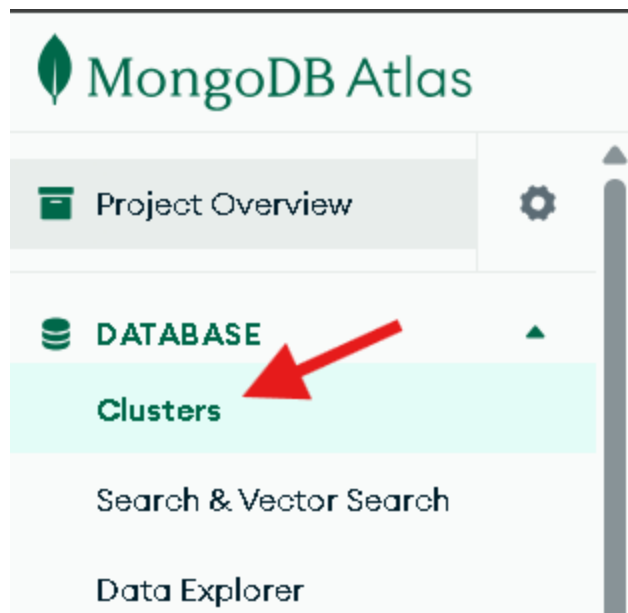 MongoDB Atlas
Project Overview
DATABASE
Clusters
Search & Vector Search
Data Explorer